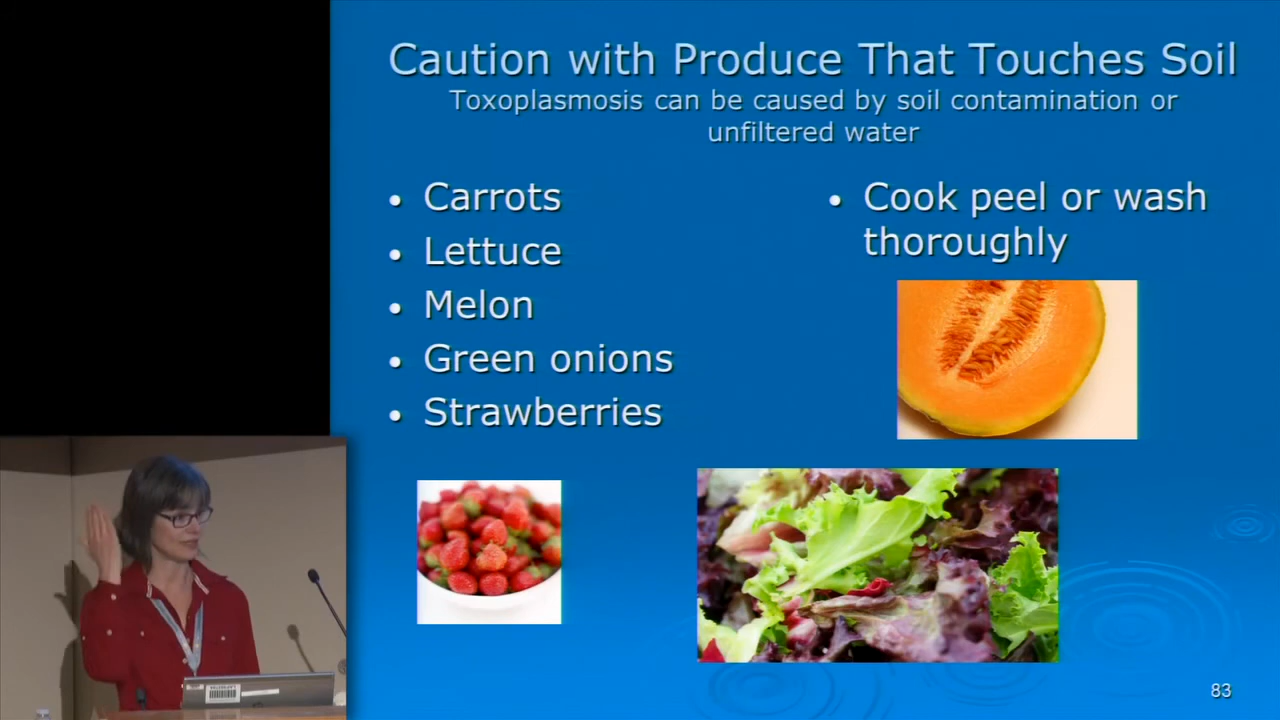 Caution with Produce That Touches Soil
Toxoplasmosis can be caused by soil contamination or
unfiltered water
• Carrots
• Lettuce
• Melon
• Green onions
• Strawberries
• Cook peel or wash
thoroughly
83